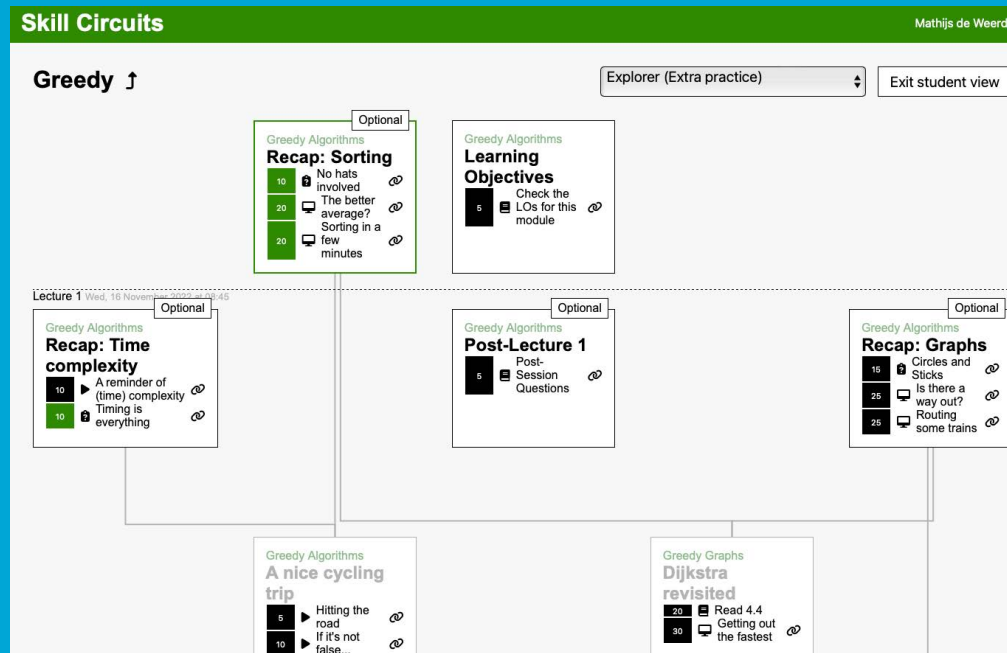 Skill Circuits
Mathijs de Weerd
Greedy
Explorer (Extra practice)
Exit student view
Optional
Greedy Algorithms
Recap: Sorting
10 No hats
involved
20 The better
average?
20 Sorting in a
few
minutes
Greedy Algorithms
Learning
Objectives
5 Check the
LOs for this
module
Lecture 1 Wed, 16 November 2022 at 08:45
Optional
Greedy Algorithms
Recap: Time
complexity
10 A reminder of
(time) complexity
10 Timing is
everything
Optional
Greedy Algorithms
Post-Lecture 1
5 Post-
Session
Questions
Optional
Greedy Algorithms
Recap: Graphs
15 Circles and
Sticks
25 Is there a
way out?
25 Routing
some trains
Greedy Algorithms
A nice cycling
trip
5 Hitting the
road
10 If it's not
false...
Greedy Graphs
Dijkstra
revisited
20 Read 4.4
30 Getting out
the fastest